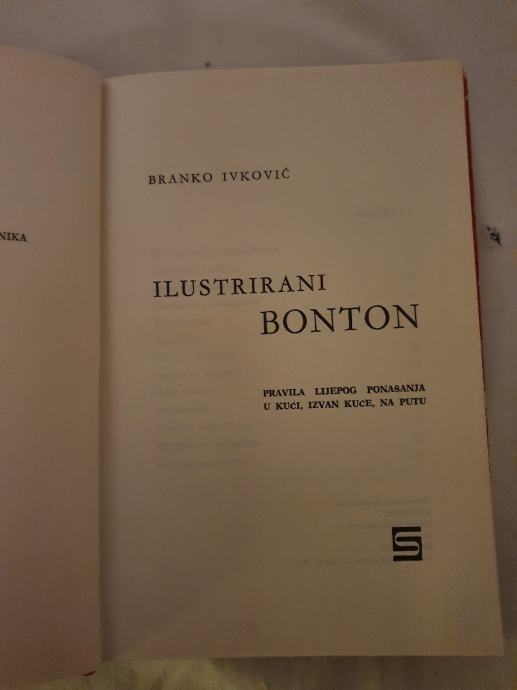 NIKA
BRANKO IVKOVIĆ
ILUSTRIRANI
BONTON
PRAVILA LIJEPOG PONAŠANJA
U KUĆI, IZVAN KUĆE, NA PUTU